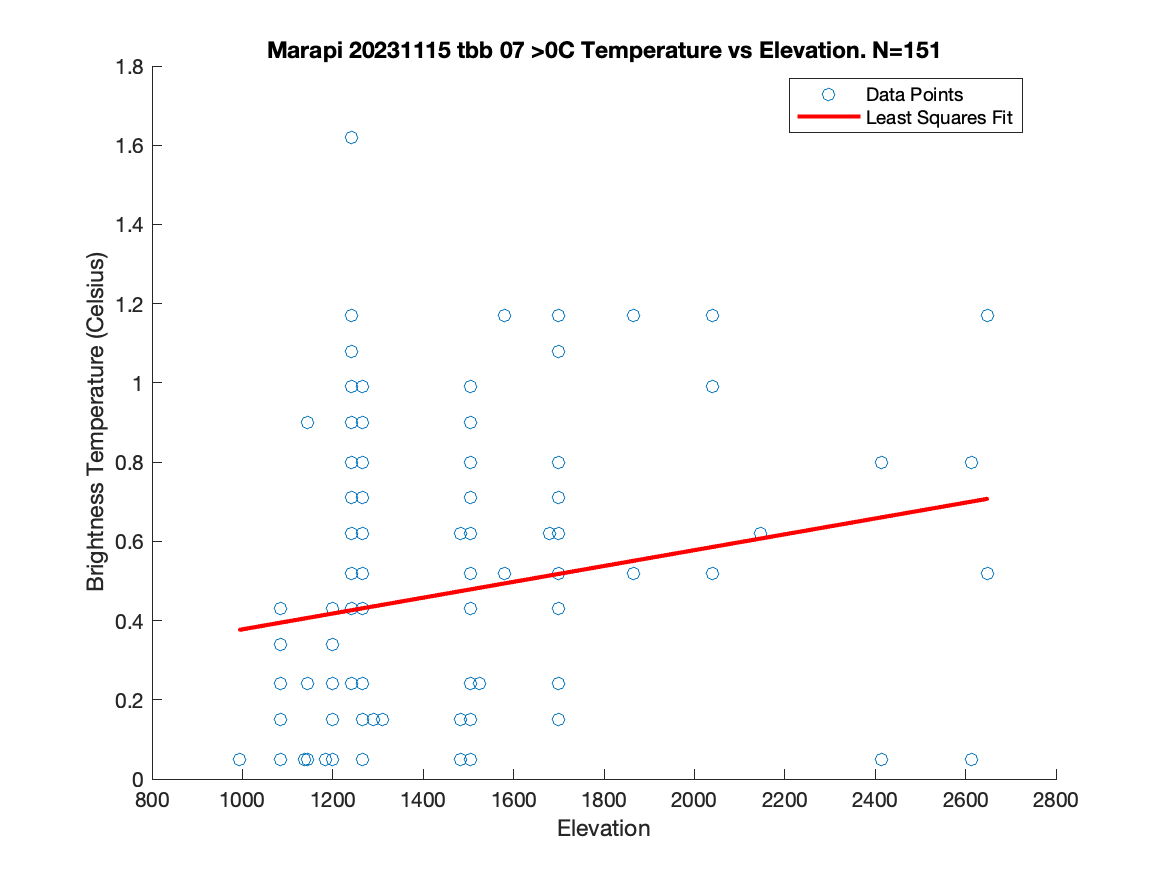 Marapi 20231115 tbb 07 >0C Temperature vs Elevation. N=151
Data Points
Least Squares Fit
Brightness Temperature (Celsius)
1.8
1.6
1.4
1.2
1
0.8
0.6
0.4
0.2
0
800 1000 1200 1400 1600 1800 2000 2200 2400 2600 2800
Elevation